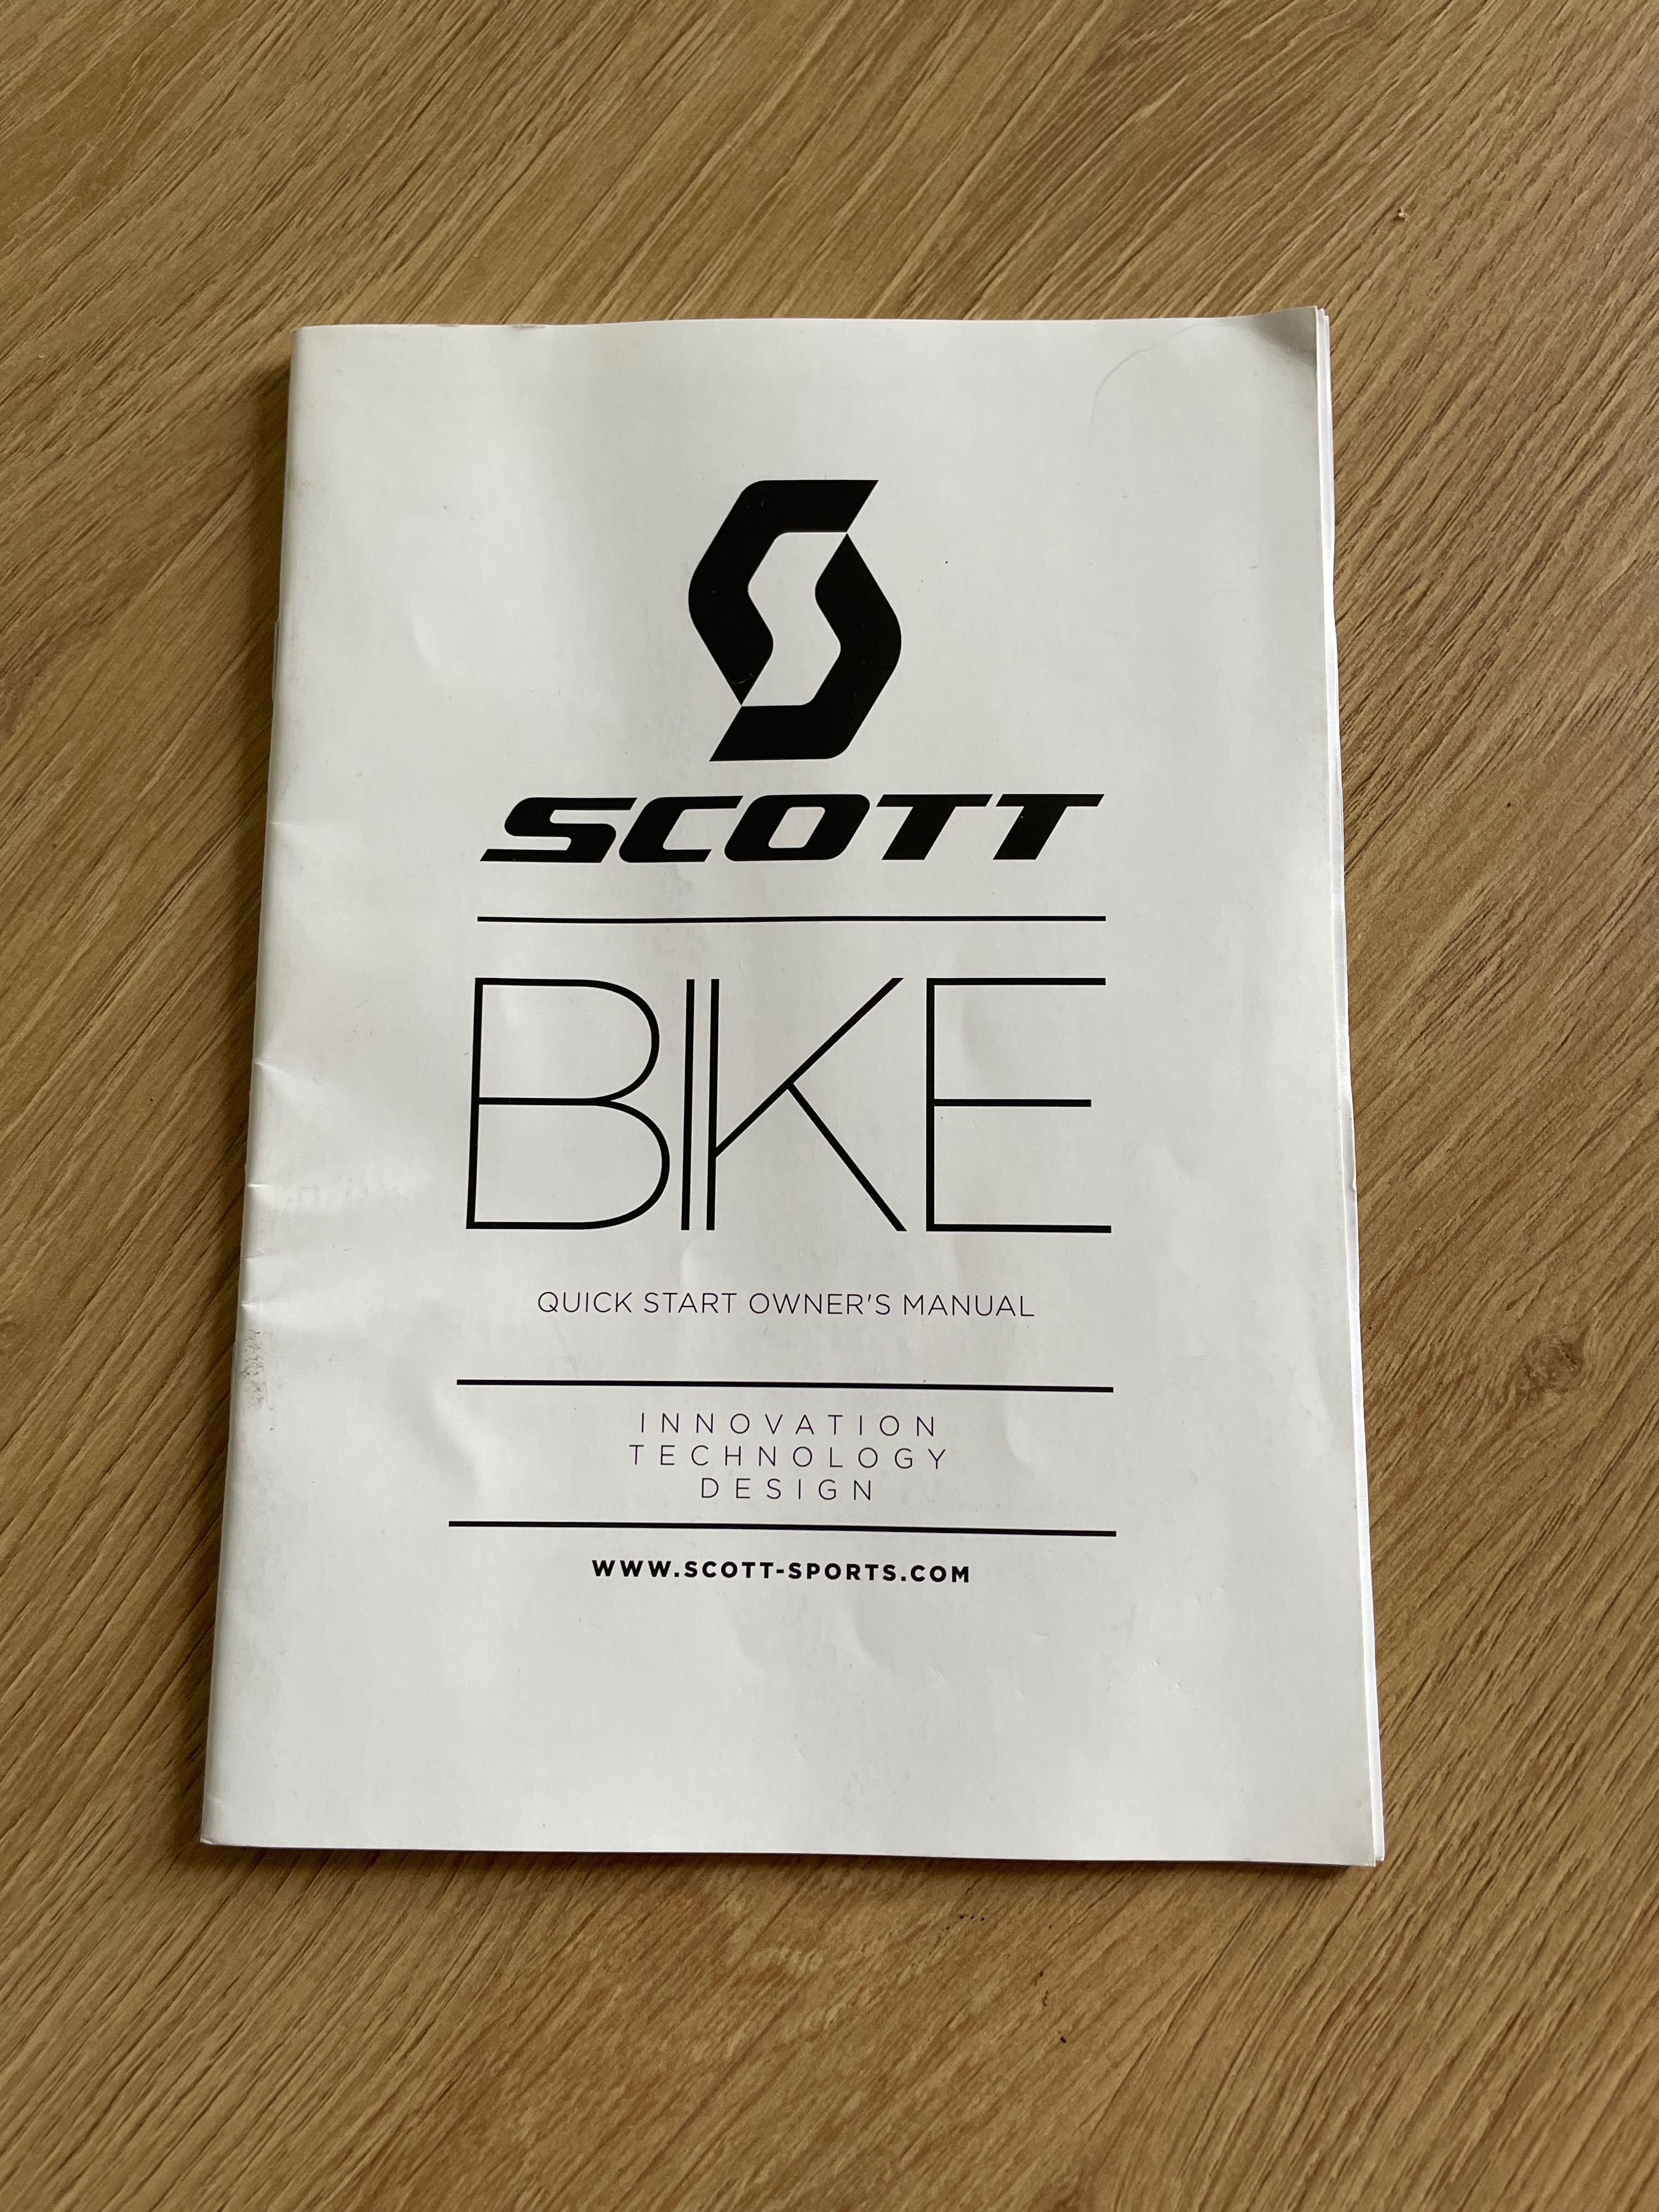 SCOTT
BIKE
QUICK START OWNER'S MANUAL
INNOVATION
TECHNOLOGY
DESIGN
WWW.SCOTT-SPORTS.COM